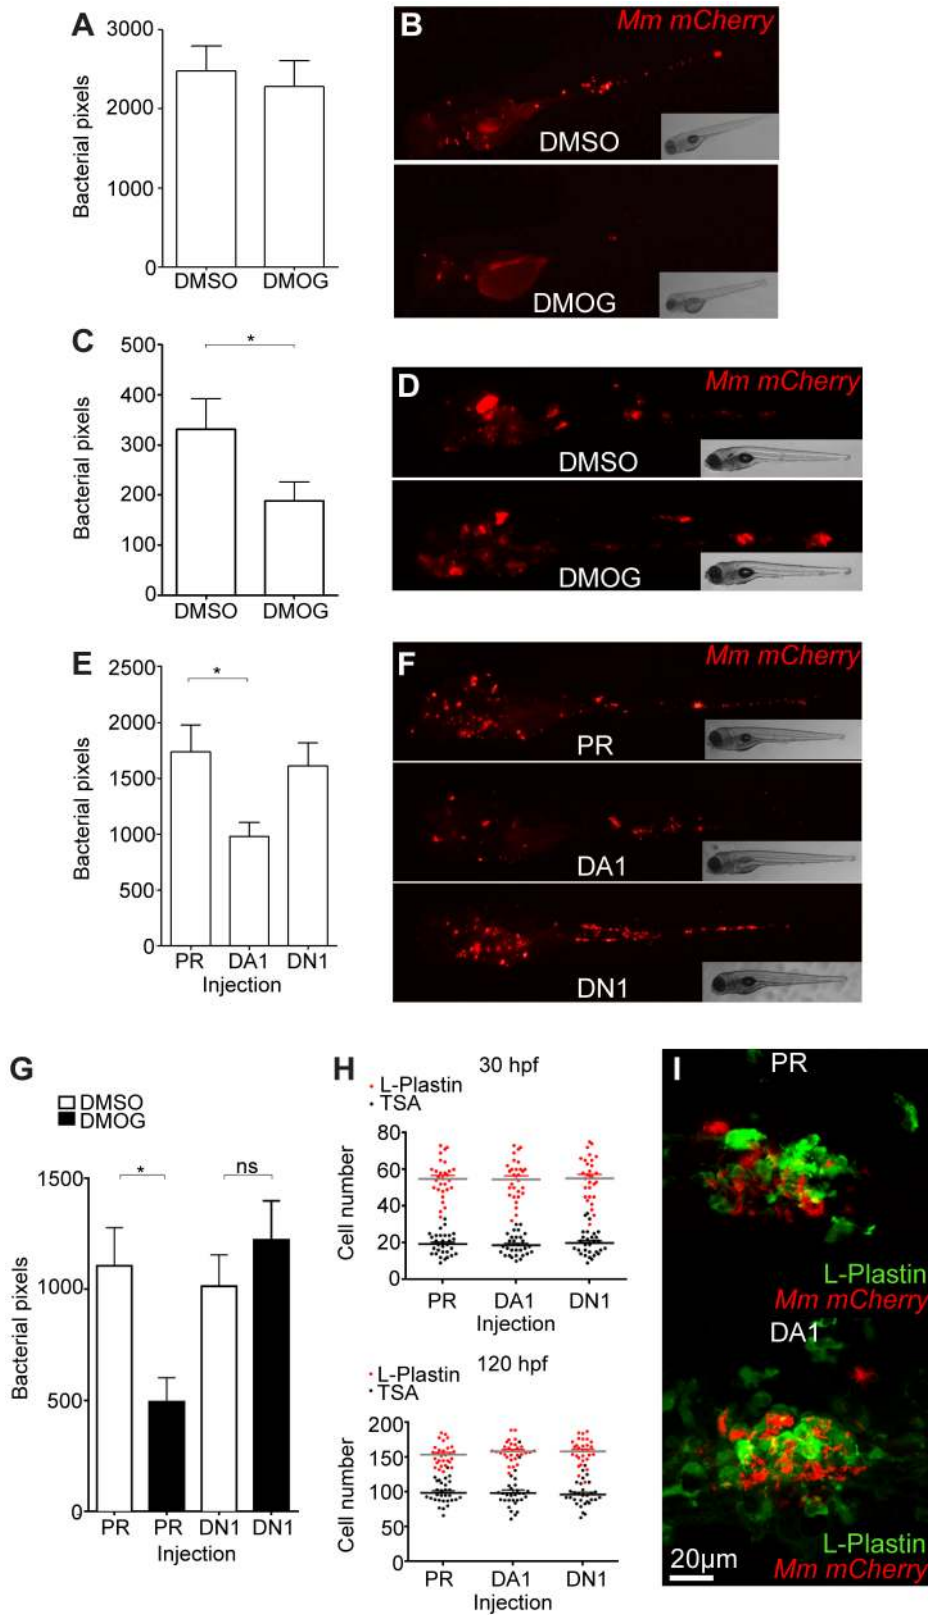 A
3000
2000
1000
0
Bacterial pixels
DMSO DMOG
B
Mm mCherry
DMSO
DMOG
C
*
500
400
300
200
100
0
Bacterial pixels
DMSO DMOG
D
Mm mCherry
DMSO
DMOG
E
*
2500
2000
1500
1000
500
0
Bacterial pixels
PR DA1 DN1
Injection
F
Mm mCherry
PR
DA1
DN1
G
DMSO
DMOG
* ns
1500
1000
500
0
Bacterial pixels
PR PR DN1 DN1
Injection
H
30 hpf
L-Plastin
TSA
80
60
40
20
0
Cell number
PR DA1 DN1
Injection
120 hpf
L-Plastin
TSA
200
150
100
50
0
Cell number
PR DA1 DN1
Injection
I
PR
L-Plastin
Mm mCherry
DA1
L-Plastin
20µm Mm mCherry